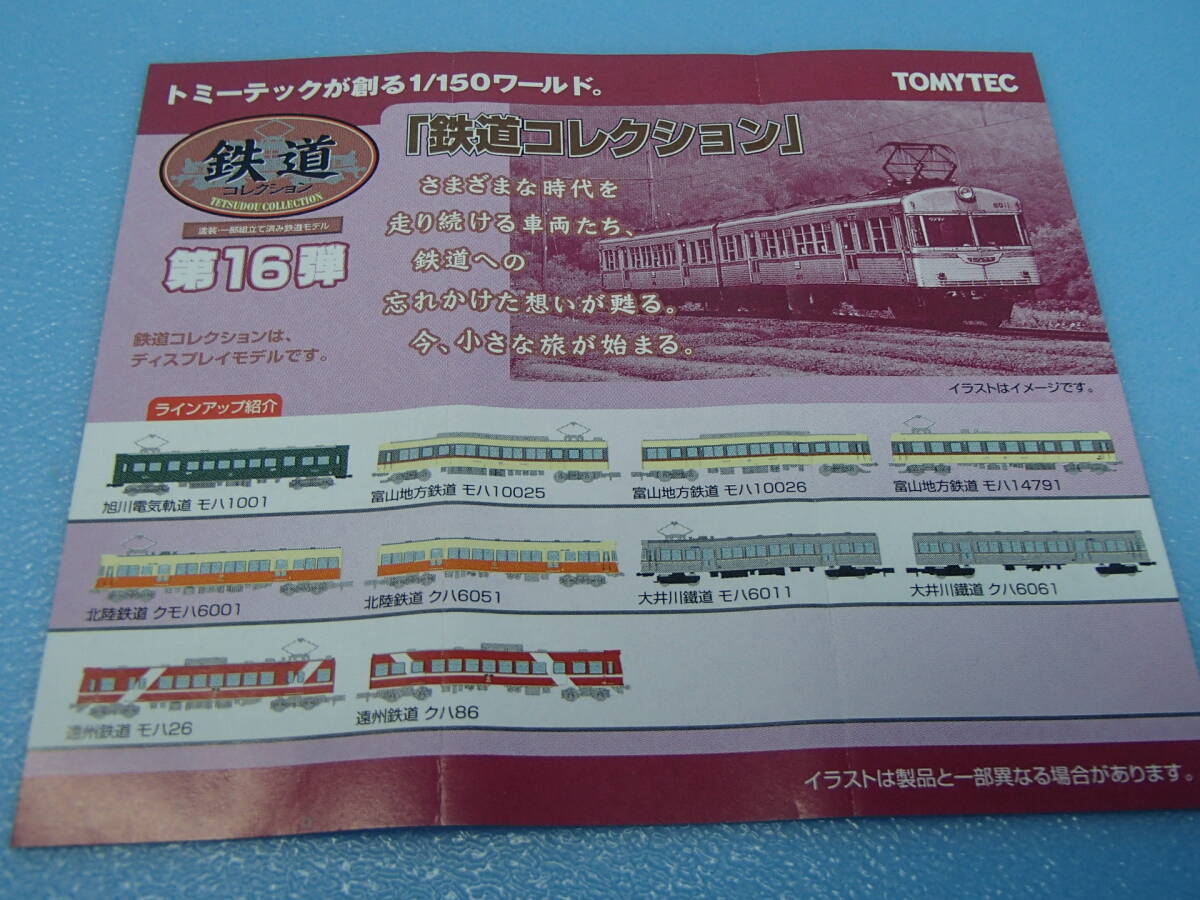 トミーテックが創る1/150ワールド。
TOMYTEC
鉄道
コレクション
TETSUDOU COLLECTION
塗装・一部組立て済み鉄道モデル
第16弾
「鉄道コレクション」
さまざまな時代を
走り続ける車両たち、
鉄道への
忘れかけた想いが甦る。
今、小さな旅が始まる。
鉄道コレクションは、
ディスプレイモデルです。
イラストはイメージです。
ラインアップ紹介
旭川電気軌道 モハ1001
富山地方鉄道 モハ10025
富山地方鉄道 モハ10026
富山地方鉄道 モハ14791
北陸鉄道 クモハ6001
北陸鉄道 クハ6051
大井川鐵道 モハ6011
大井川鐵道 クハ6061
遠州鉄道 モハ26
遠州鉄道 クハ86
イラストは製品と一部異なる場合があります。